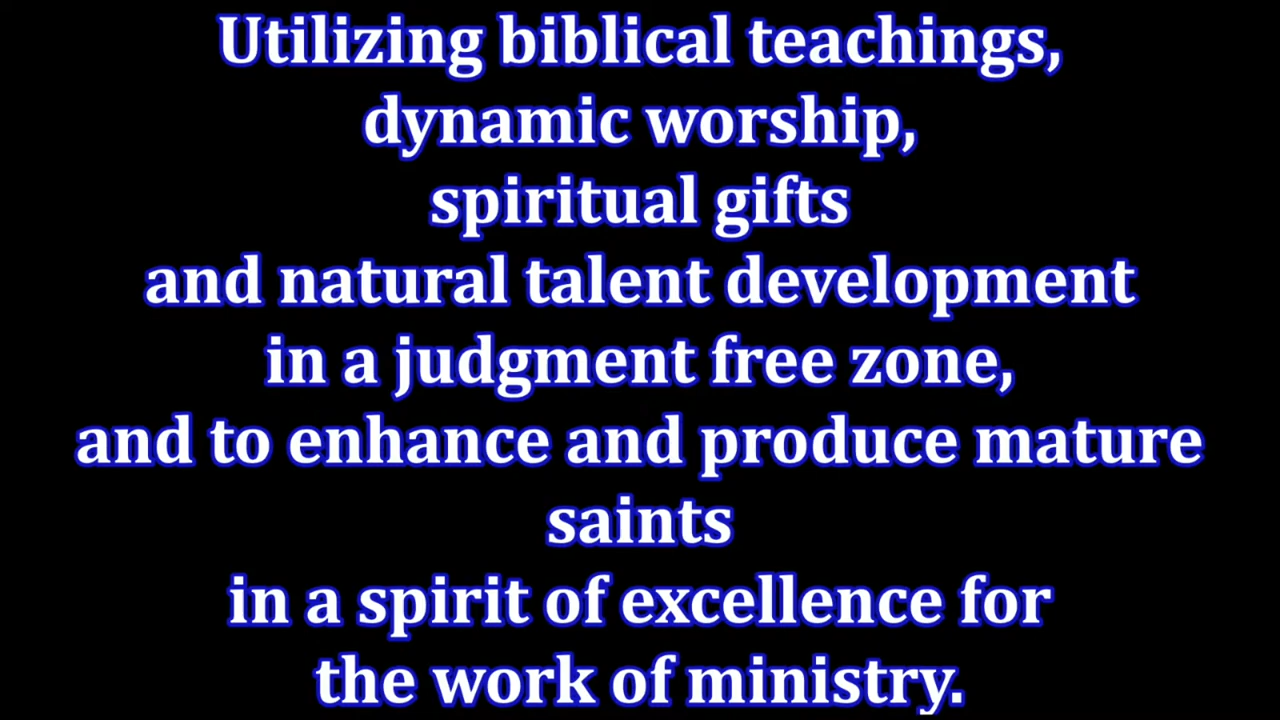 Utilizing biblical teachings,
dynamic worship,
spiritual gifts
and natural talent development
in a judgment free zone,
and to enhance and produce mature
saints
in a spirit of excellence for
the work of ministry.